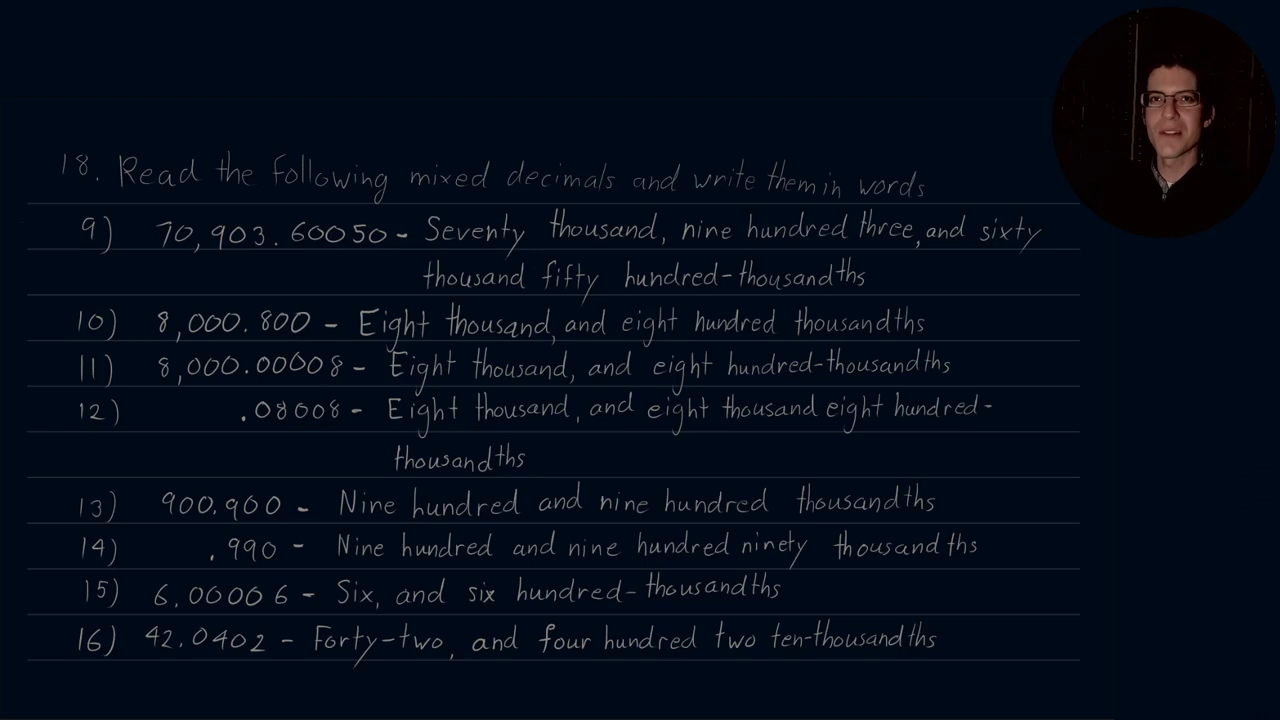 18. Read the following mixed decimals and write them in words
9) 70,903.60050 - Seventy thousand, nine hundred three, and sixty
thousand fifty hundred-thousandths
10) 8,000.800 - Eight thousand, and eight hundred thousandths
11) 8,000.00008 - Eight thousand, and eight hundred-thousandths
12) .08008 - Eight thousand, and eight thousand eight hundred-
thousandths
13) 900.900 - Nine hundred and nine hundred thousandths
14) .990 - Nine hundred and nine hundred ninety thousandths
15) 6.00006 - Six, and six hundred-thousandths
16) 42.0402 - Forty-two, and four hundred two ten-thousandths